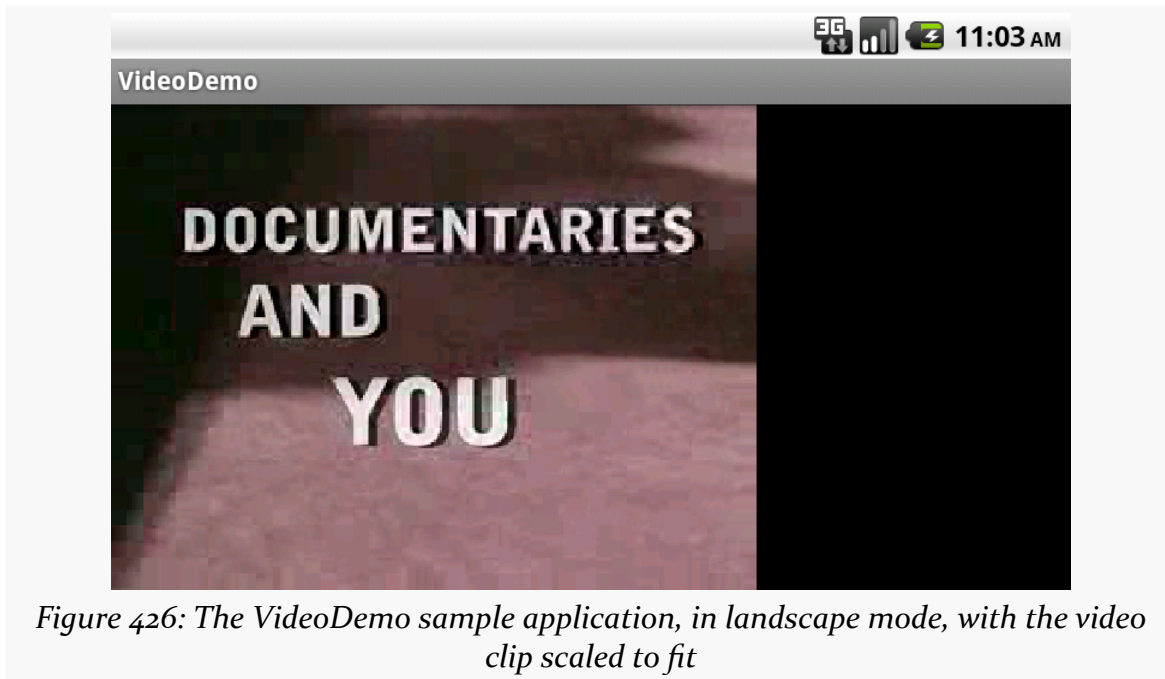 3G 11:03 AM
VideoDemo
DOCUMENTARIES
AND
YOU
Figure 426: The VideoDemo sample application, in landscape mode, with the video
clip scaled to fit